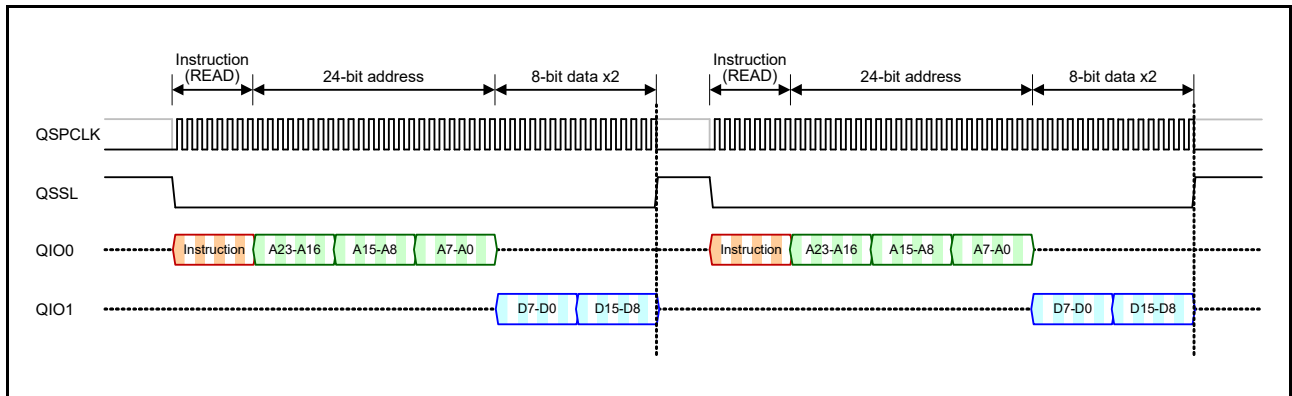 Instruction
(READ)
24-bit address
8-bit data x2
Instruction
(READ)
24-bit address
8-bit data x2
QSPCLK
QSSL
QIO0
Instruction
A23-A16
A15-A8
A7-A0
Instruction
A23-A16
A15-A8
A7-A0
QIO1
D7-D0
D15-D8
D7-D0
D15-D8